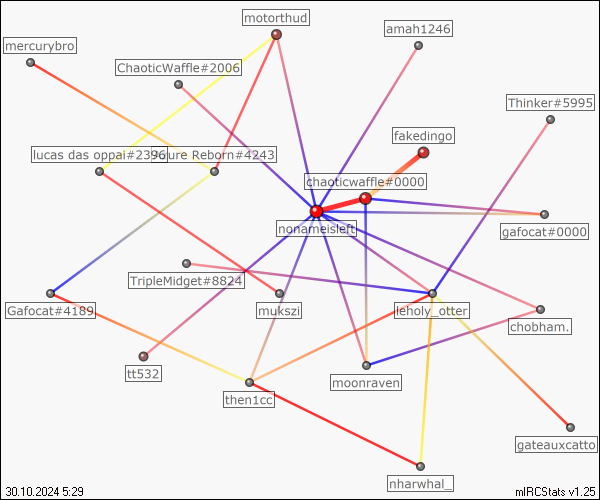 motorthud
amah1246
mercurybro
ChaoticWaffle#2006
Thinker#5995
fakedingo
lucas das oppai#2396
Reborn#4243
chaoticwaffle#0000
nonameisleft
gafocat#0000
TripleMidget#8824
Gafocat#4189
mukszi
leholy_otter
chobham.
tt532
moonraven
then1cc
gateauxcatto
nharwhal_
30.10.2024 5:29
mIRCStats v1.25